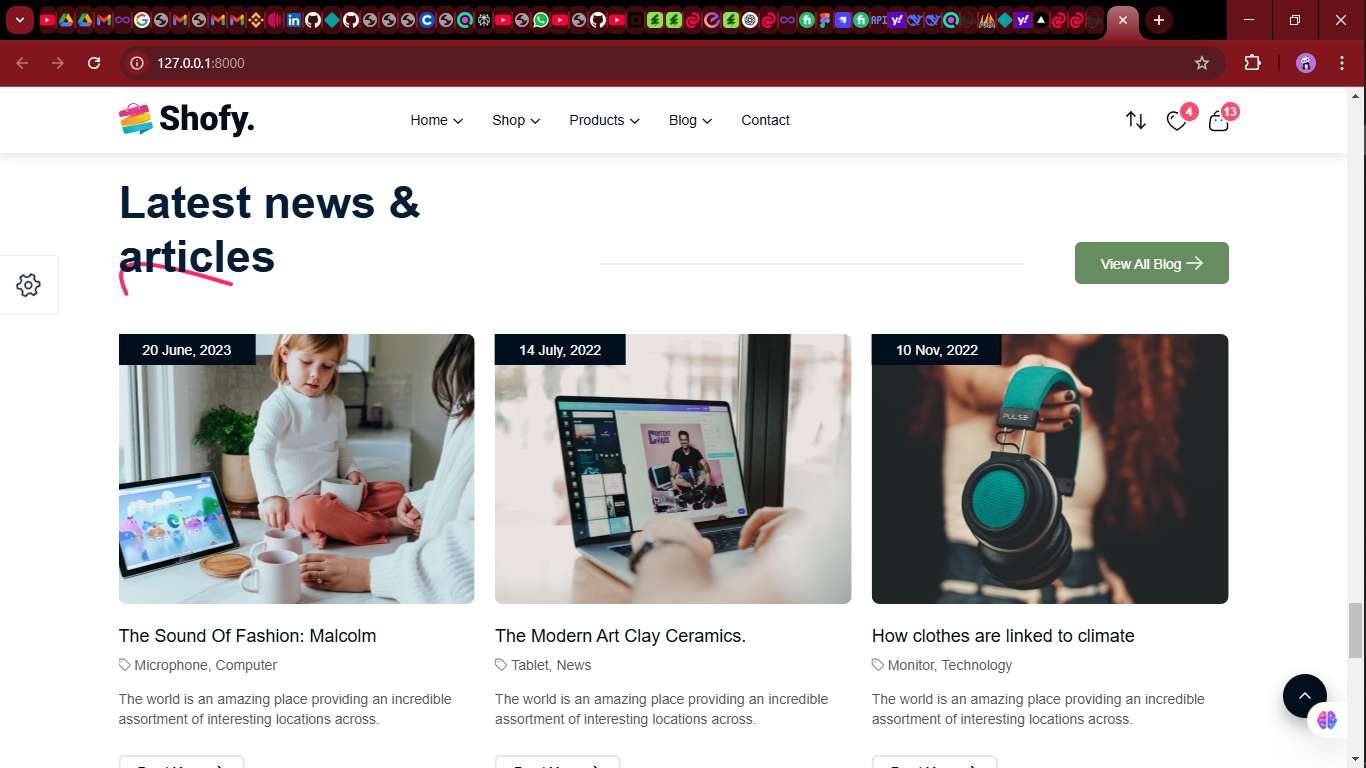 127.0.0.1:8000
Shofy.
Home
Shop
Products
Blog
Contact
4
13
Latest news &
articles
View All Blog
20 June, 2023
14 July, 2022
10 Nov, 2022
PULSE
The Sound Of Fashion: Malcolm
Microphone, Computer
The world is an amazing place providing an incredible
assortment of interesting locations across.
The Modern Art Clay Ceramics.
Tablet, News
The world is an amazing place providing an incredible
assortment of interesting locations across.
How clothes are linked to climate
Monitor, Technology
The world is an amazing place providing an incredible
assortment of interesting locations across.